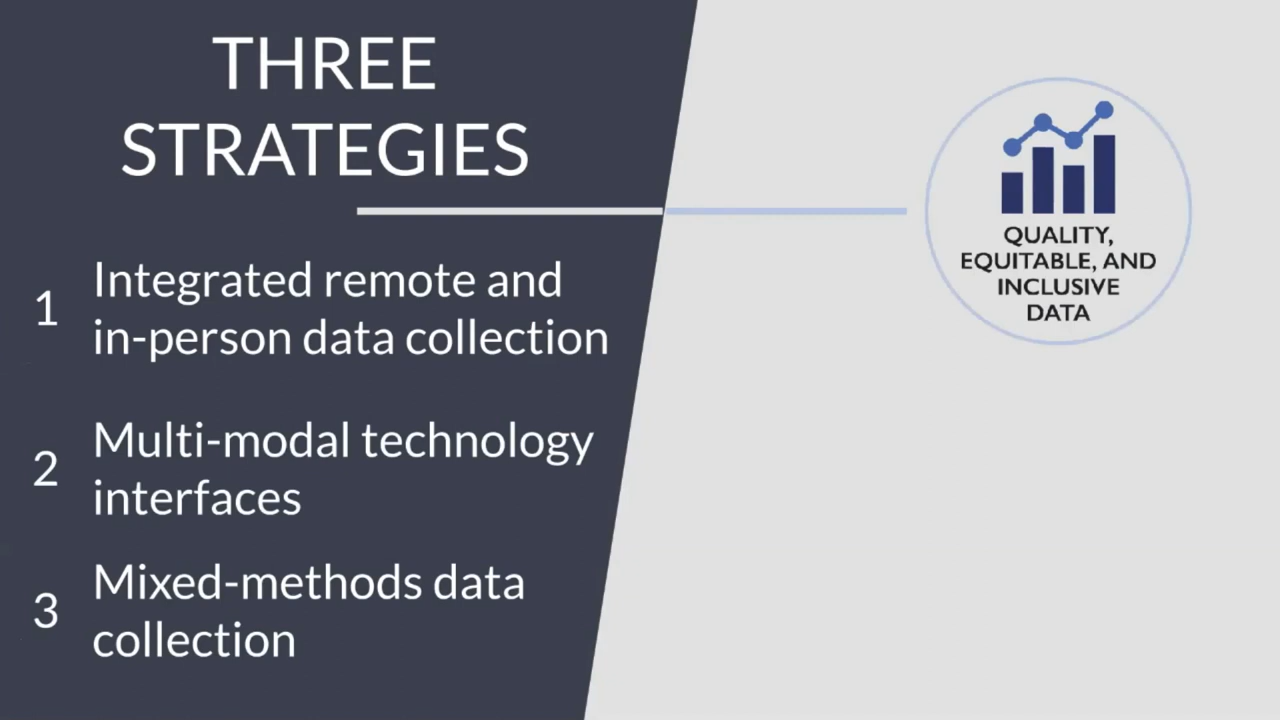 THREE
STRATEGIES
1
Integrated remote and
in-person data collection
2
Multi-modal technology
interfaces
3
Mixed-methods data
collection
QUALITY,
EQUITABLE, AND
INCLUSIVE
DATA